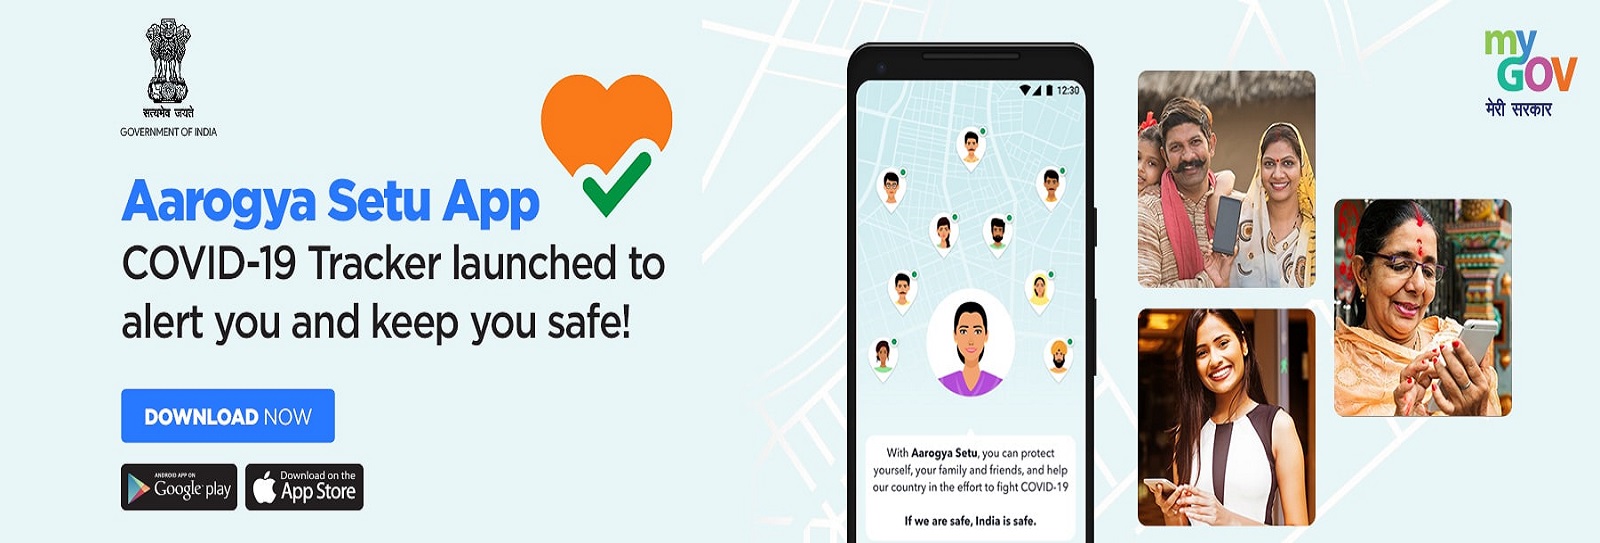 सत्यमेव जयते
GOVERNMENT OF INDIA
Aarogya Setu App
COVID-19 Tracker launched to
alert you and keep you safe!
DOWNLOAD NOW
ANDROID APP ON
Google play
Download on the
App Store
12:30
With Aarogya Setu, you can protect
yourself, your family and friends, and help
our country in the effort to fight COVID-19
If we are safe, India is safe.
my
GOV
मेरी सरकार